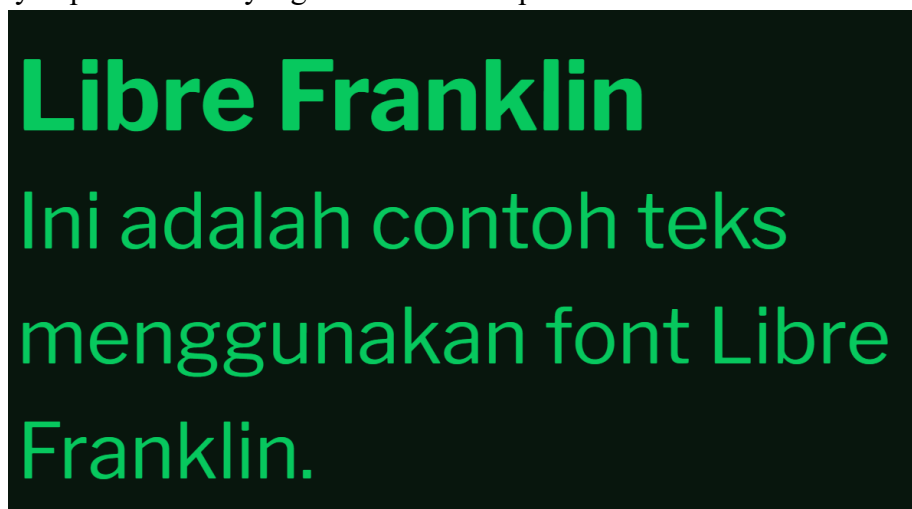 Libre Franklin
Ini adalah contoh teks
menggunakan font Libre
Franklin.